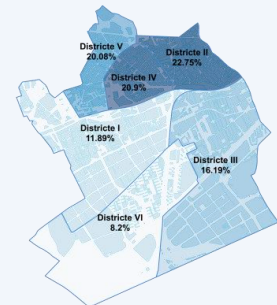 Districte V
20.08%
Districte II
22.75%
Districte IV
20.9%
Districte I
11.89%
Districte III
16.19%
Districte VI
8.2%